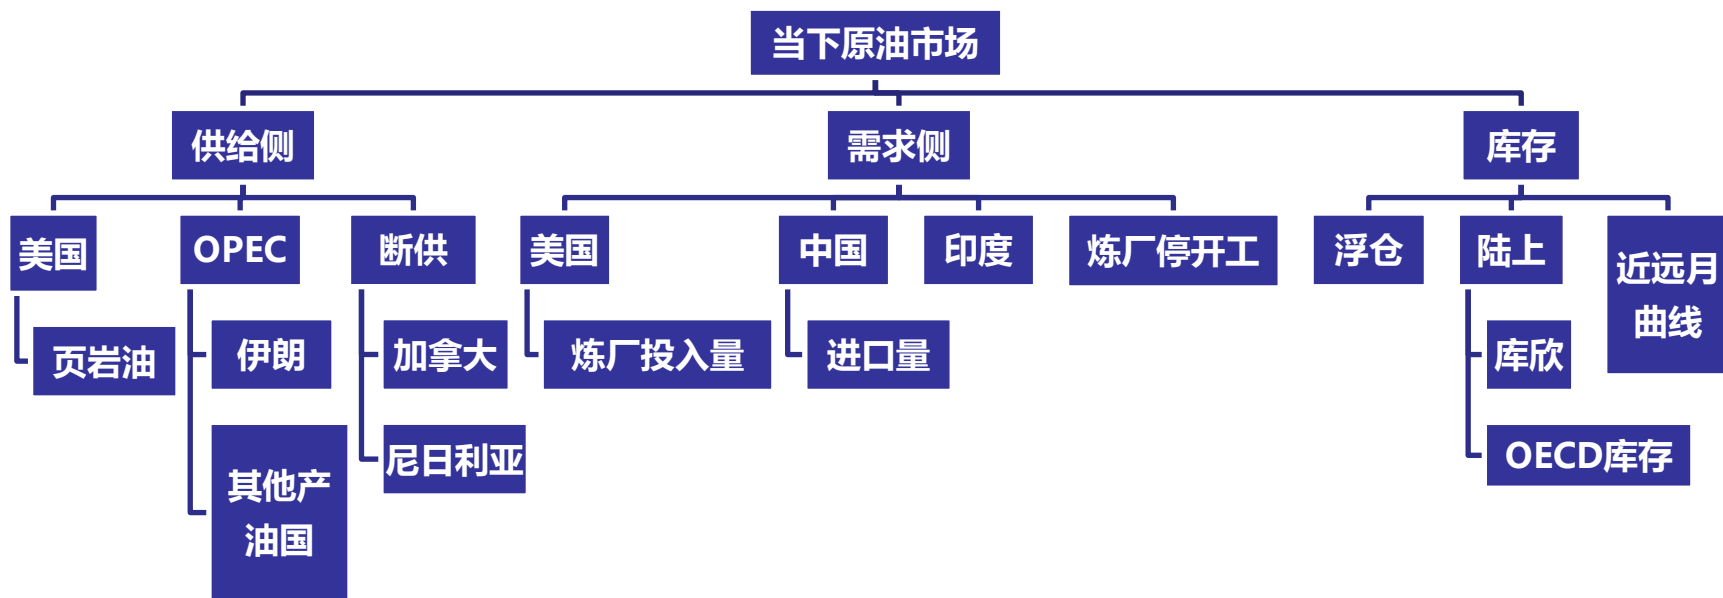 当下原油市场
供给侧
需求侧
库存
美国
OPEC
断供
美国
中国
印度
炼厂停开工
浮仓
陆上
近远月
曲线
页岩油
伊朗
加拿大
炼厂投入量
进口量
库欣
其他产
油国
尼日利亚
OECD库存